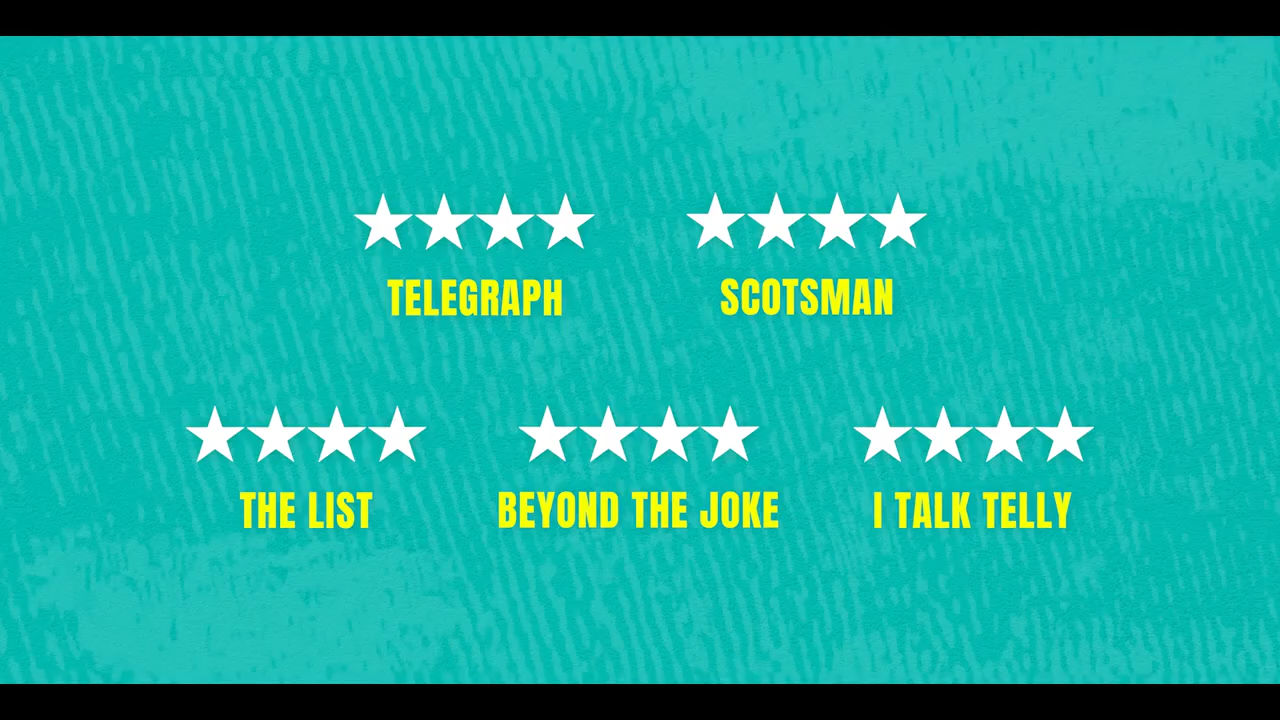 ★★★★ ★★★★
TELEGRAPH SCOTSMAN
★★★★ ★★★★ ★★★★
THE LIST BEYOND THE JOKE I TALK TELLY